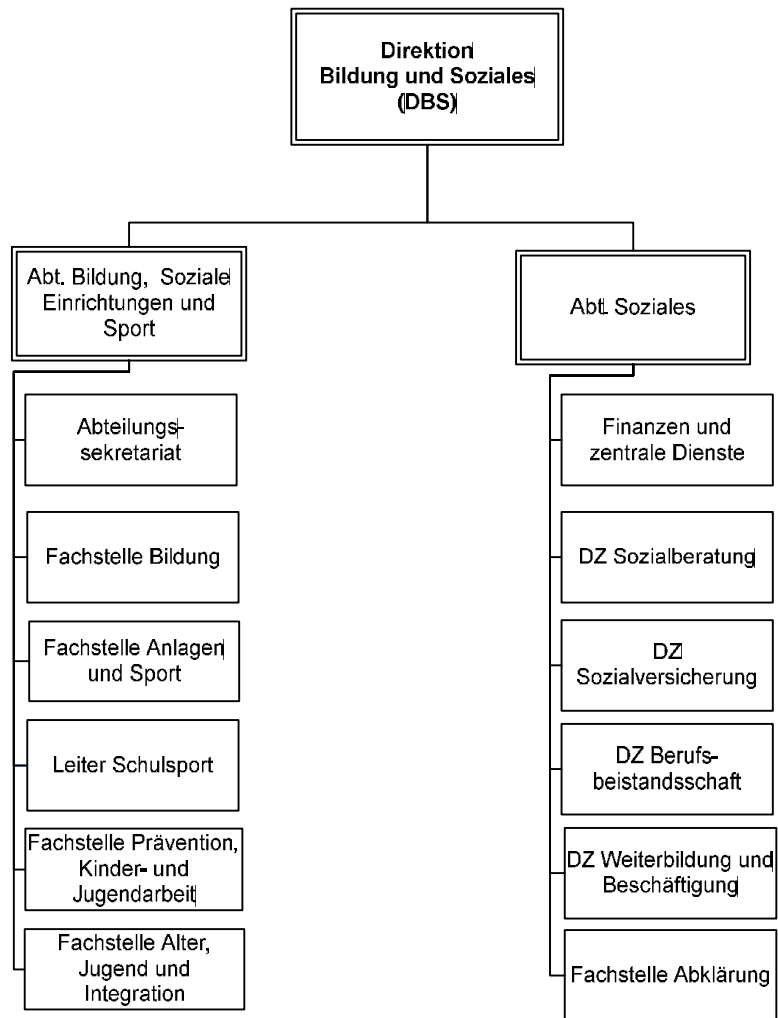 Direktion
Bildung und Soziales
(DBS)
Abt. Bildung, Soziale
Einrichtungen und
Sport
Abteilungs-
sekretariat
Fachstelle Bildung
Fachstelle Anlagen
und Sport
Leiter Schulsport
Fachstelle Prävention,
Kinder- und
Jugendarbeit
Fachstelle Alter,
Jugend und
Integration
Abt. Soziales
Finanzen und
zentrale Dienste
DZ Sozialberatung
DZ
Sozialversicherung
DZ Berufs-
beistandsschaft
DZ Weiterbildung und
Beschäftigung
Fachstelle Abklärung